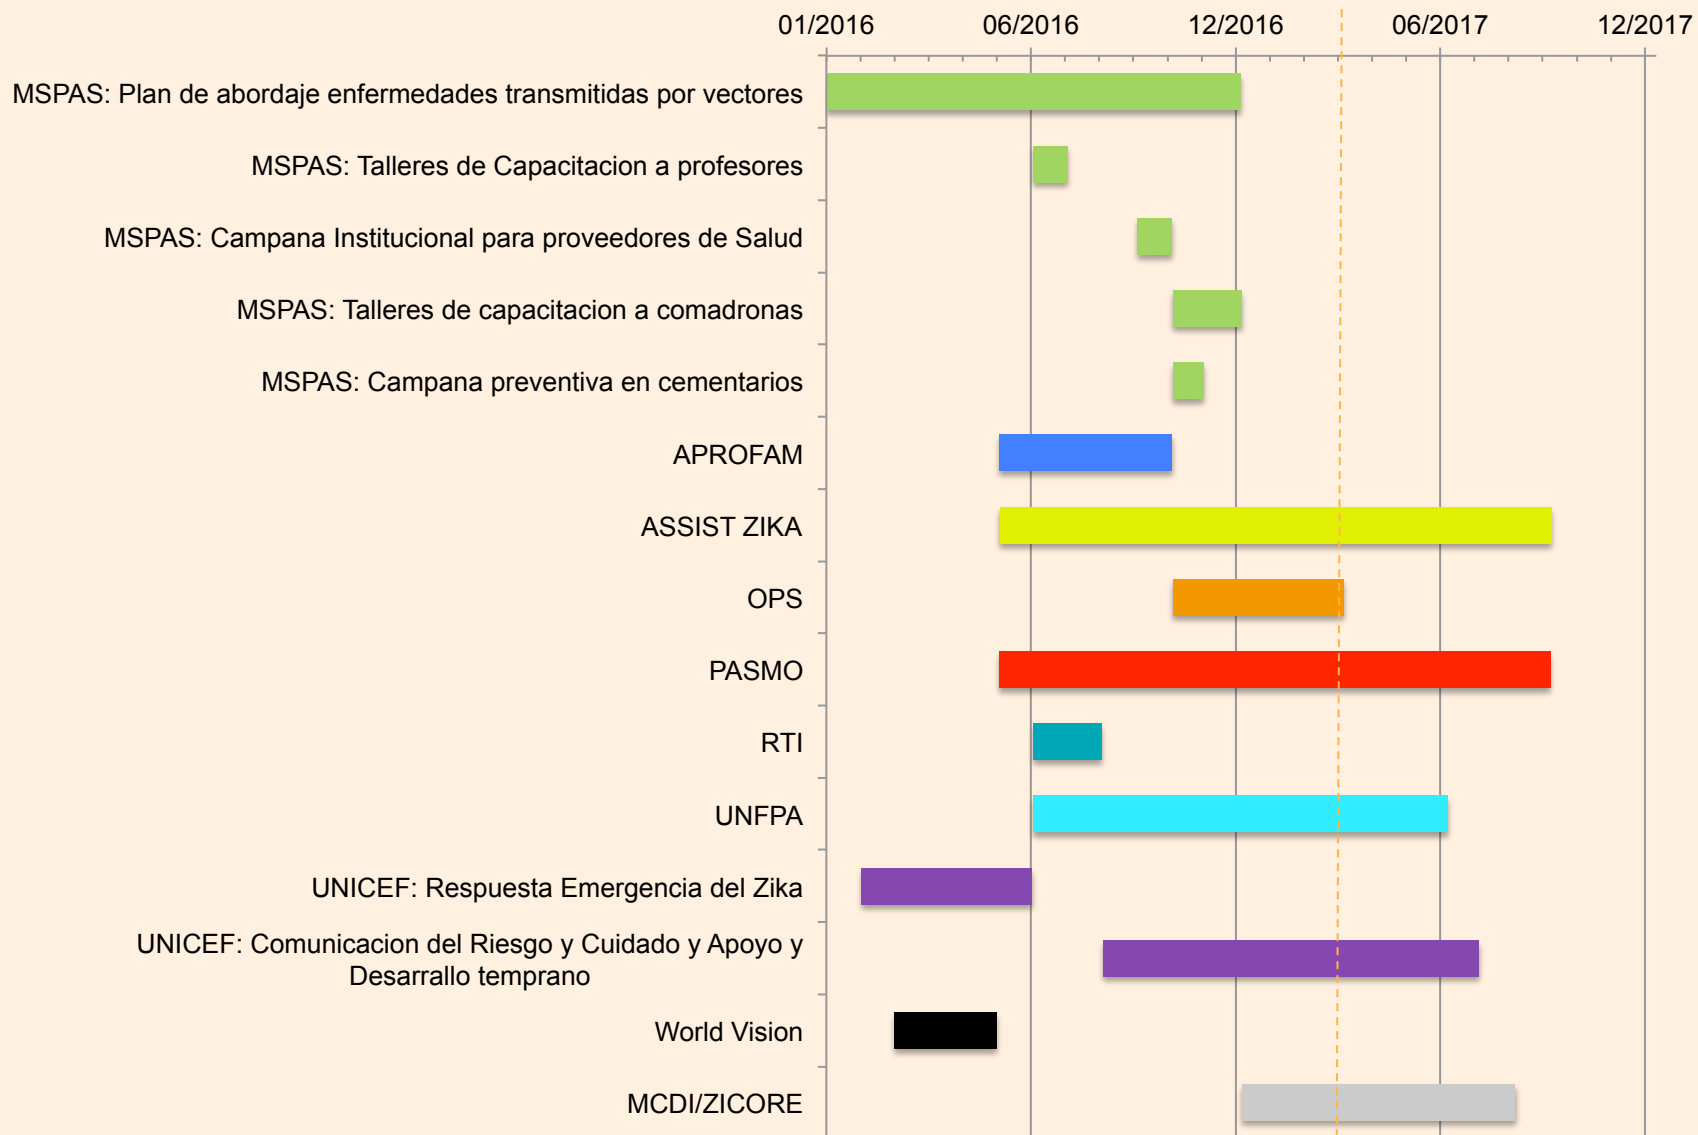 01/2016 06/2016 12/2016 06/2017 12/2017
MSPAS: Plan de abordaje enfermedades transmitidas por vectores
MSPAS: Talleres de Capacitacion a profesores
MSPAS: Campana Institucional para proveedores de Salud
MSPAS: Talleres de capacitacion a comadronas
MSPAS: Campana preventiva en cementarios
APROFAM
ASSIST ZIKA
OPS
PASMO
RTI
UNFPA
UNICEF: Respuesta Emergencia del Zika
UNICEF: Comunicacion del Riesgo y Cuidado y Apoyo y
Desarrallo temprano
World Vision
MCDI/ZICORE